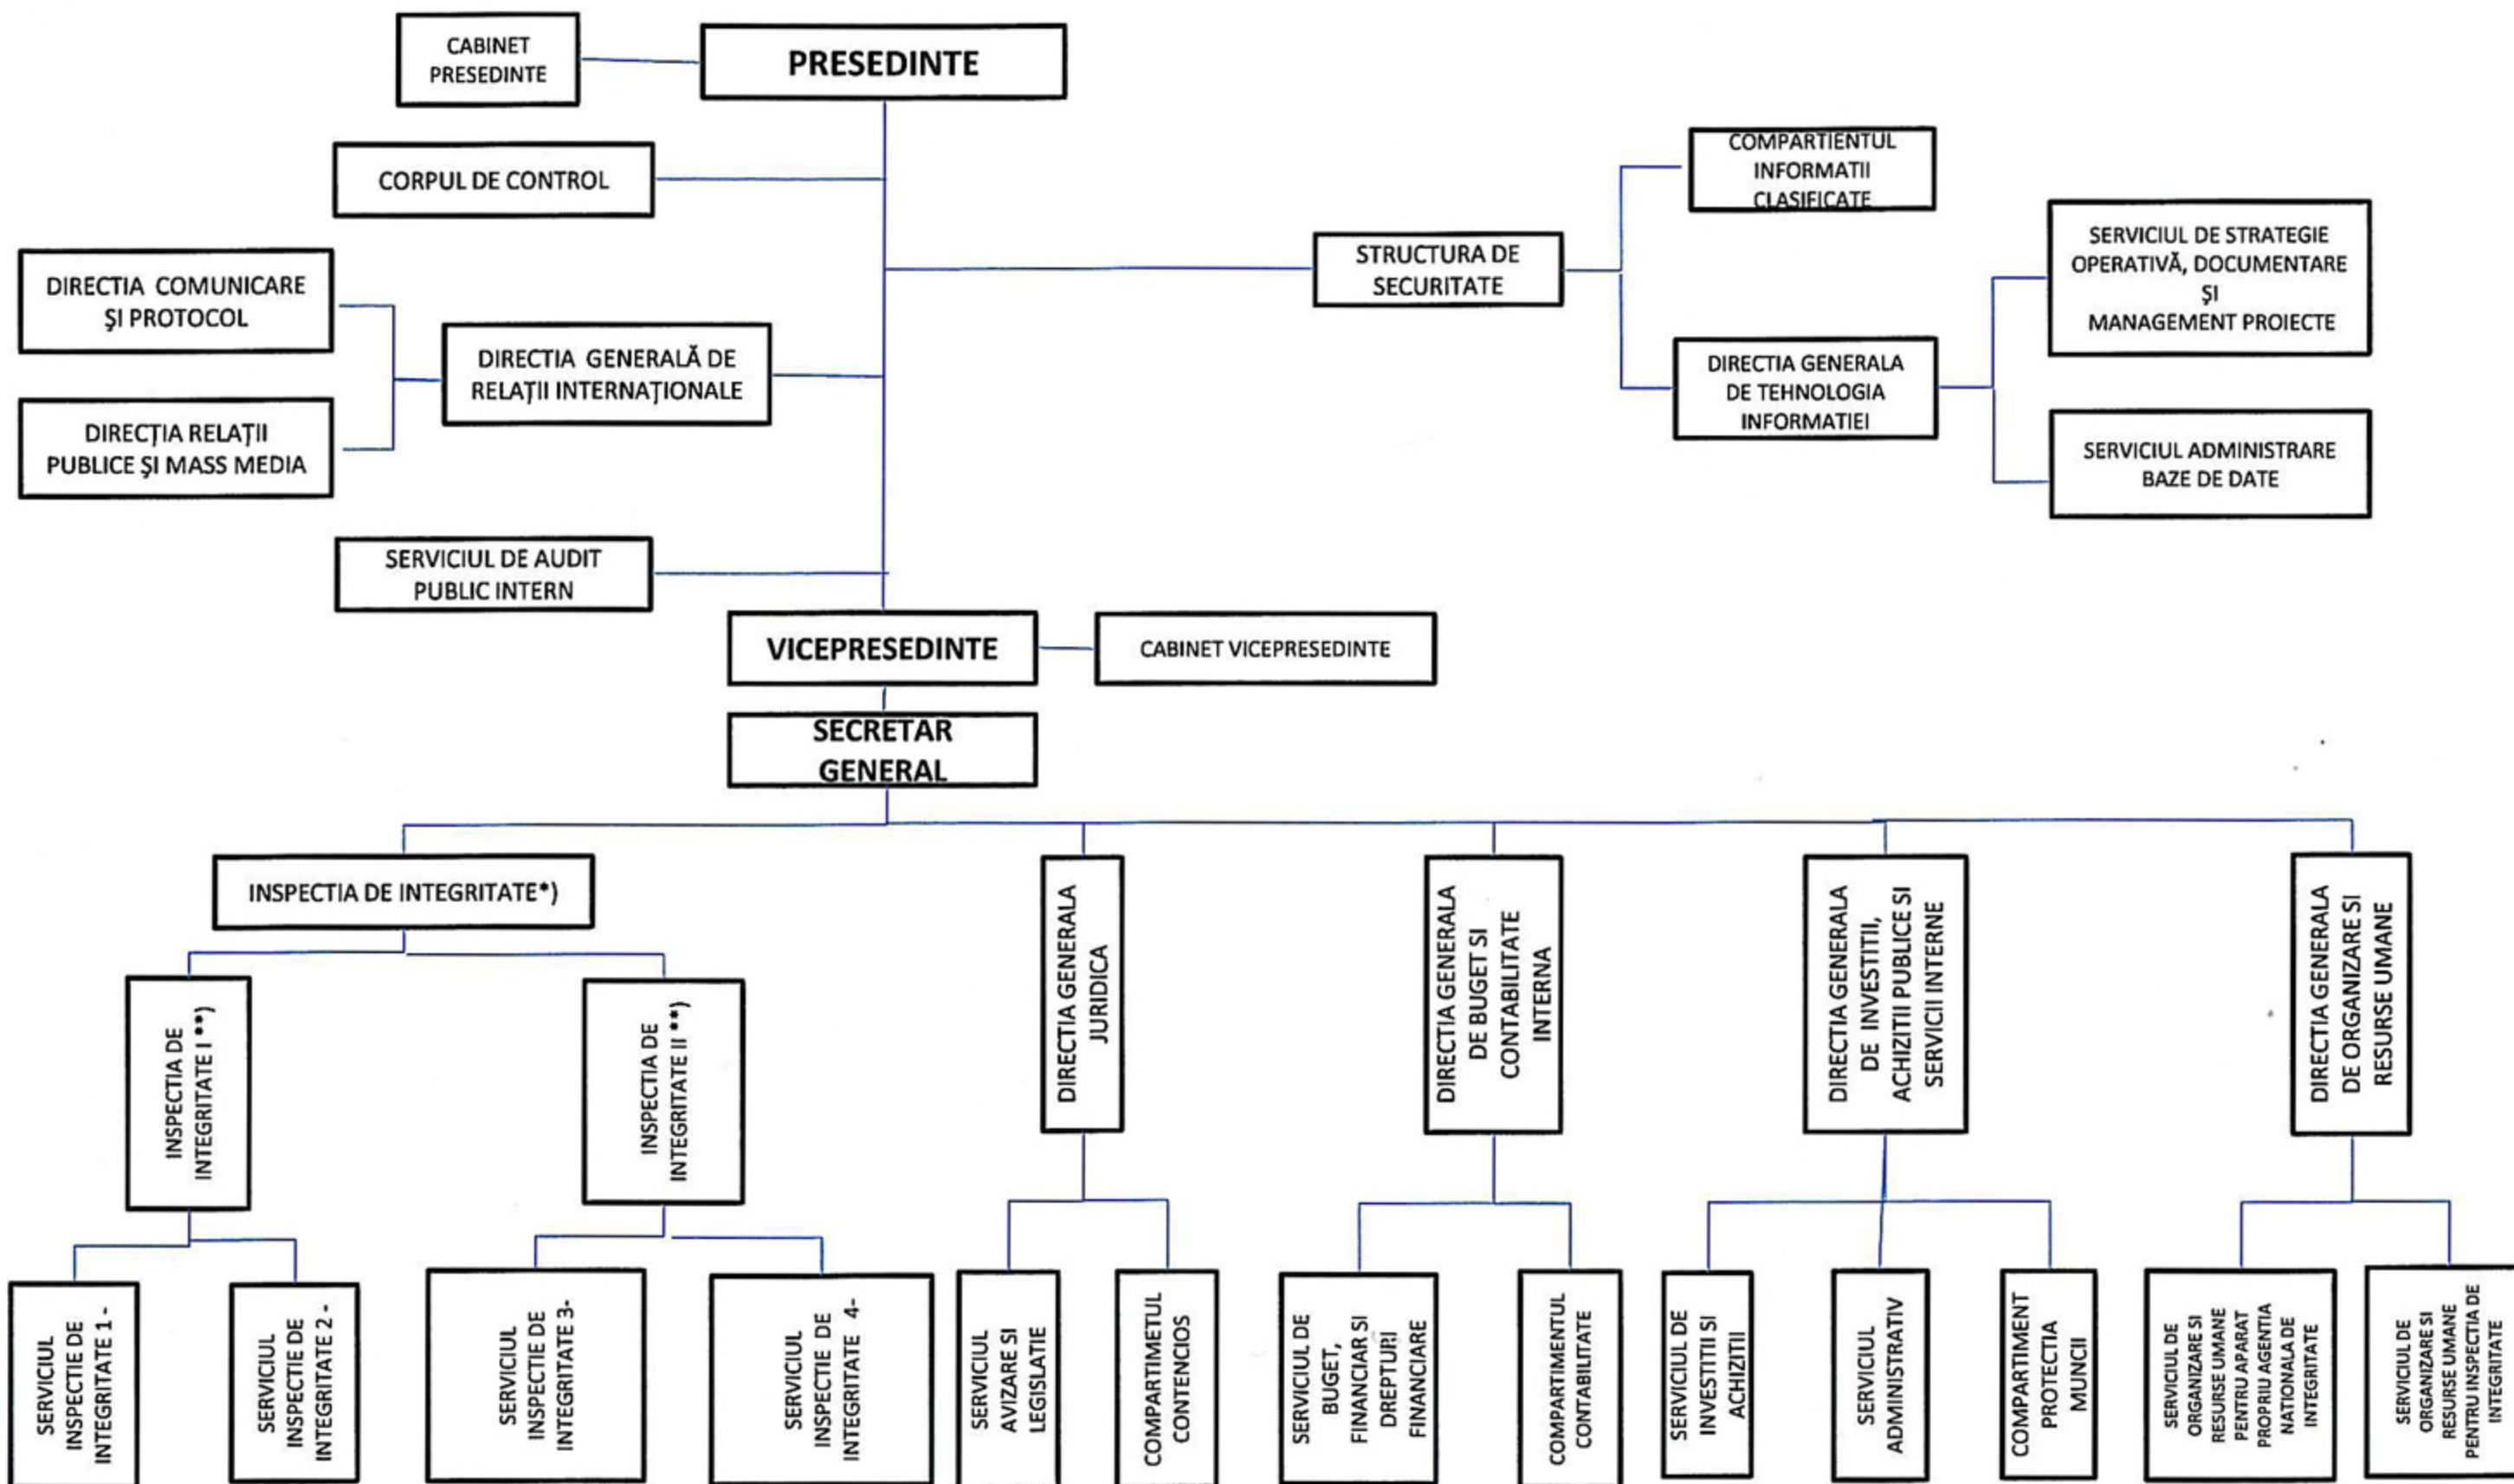 CABINET
PRESEDINTE
PRESEDINTE
CORPUL DE CONTROL
COMPARTIENTUL
INFORMATII
CLASIFICATE
STRUCTURA DE
SECURITATE
SERVICIUL DE STRATEGIE
OPERATIVĂ, DOCUMENTARE
ŞI
MANAGEMENT PROIECTE
DIRECTIA COMUNICARE
ŞI PROTOCOL
DIRECTIA GENERALĂ DE
RELAŢII INTERNAŢIONALE
DIRECTIA GENERALA
DE TEHNOLOGIA
INFORMATIEI
DIRECŢIA RELAŢII
PUBLICE ŞI MASS MEDIA
SERVICIUL ADMINISTRARE
BAZE DE DATE
SERVICIUL DE AUDIT
PUBLIC INTERN
VICEPRESEDINTE
CABINET VICEPRESEDINTE
SECRETAR
GENERAL
INSPECTIA DE INTEGRITATE*)
DIRECTIA GENERALA
JURIDICA
DIRECTIA GENERALA
DE BUGET SI
CONTABILITATE
INTERNA
DIRECTIA GENERALA
DE INVESTITII,
ACHIZITII PUBLICE SI
SERVICII INTERNE
DIRECTIA GENERALA
DE ORGANIZARE SI
RESURSE UMANE
INSPECTIA DE
INTEGRITATE I **)
INSPECTIA DE
INTEGRITATE II **)
SERVICIUL
INSPECTIE DE
INTEGRITATE 1 -
SERVICIUL
INSPECTIE DE
INTEGRITATE 2 -
SERVICIUL
INSPECTIE DE
INTEGRITATE 3-
SERVICIUL
INSPECTIE DE
INTEGRITATE 4-
SERVICIUL
AVIZARE SI
LEGISLATIE
COMPARTIMETUL
CONTENCIOS
SERVICIUL DE
BUGET,
FINANCIAR SI
DREPTURI
FINANCIARE
COMPARTIMENTUL
CONTABILITATE
SERVICIUL DE
INVESTITII SI
ACHIZITII
SERVICIUL
ADMINISTRATIV
COMPARTIMENT
PROTECTIA
MUNCII
SERVICIUL DE
ORGANIZARE SI
RESURSE UMANE
PENTRU APARAT
PROPRIU AGENTIA
NATIONALA DE
INTEGRITATE
SERVICIUL DE
ORGANIZARE SI
RESURSE UMANE
PENTRU INSPECTIA DE
INTEGRITATE